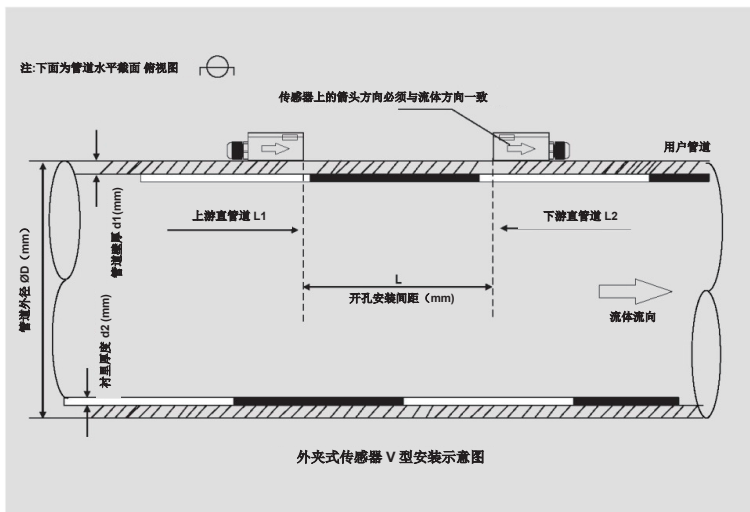 注:下面为管道水平截面 俯视图
传感器上的箭头方向必须与流体方向一致
用户管道
上游直管道 L1
下游直管道 L2
管道壁厚 d1(mm)
L
开孔安装间距（mm)
管道外径 ØD（mm）
流体流向
衬里厚度 d2 (mm)
外夹式传感器 V 型安装示意图